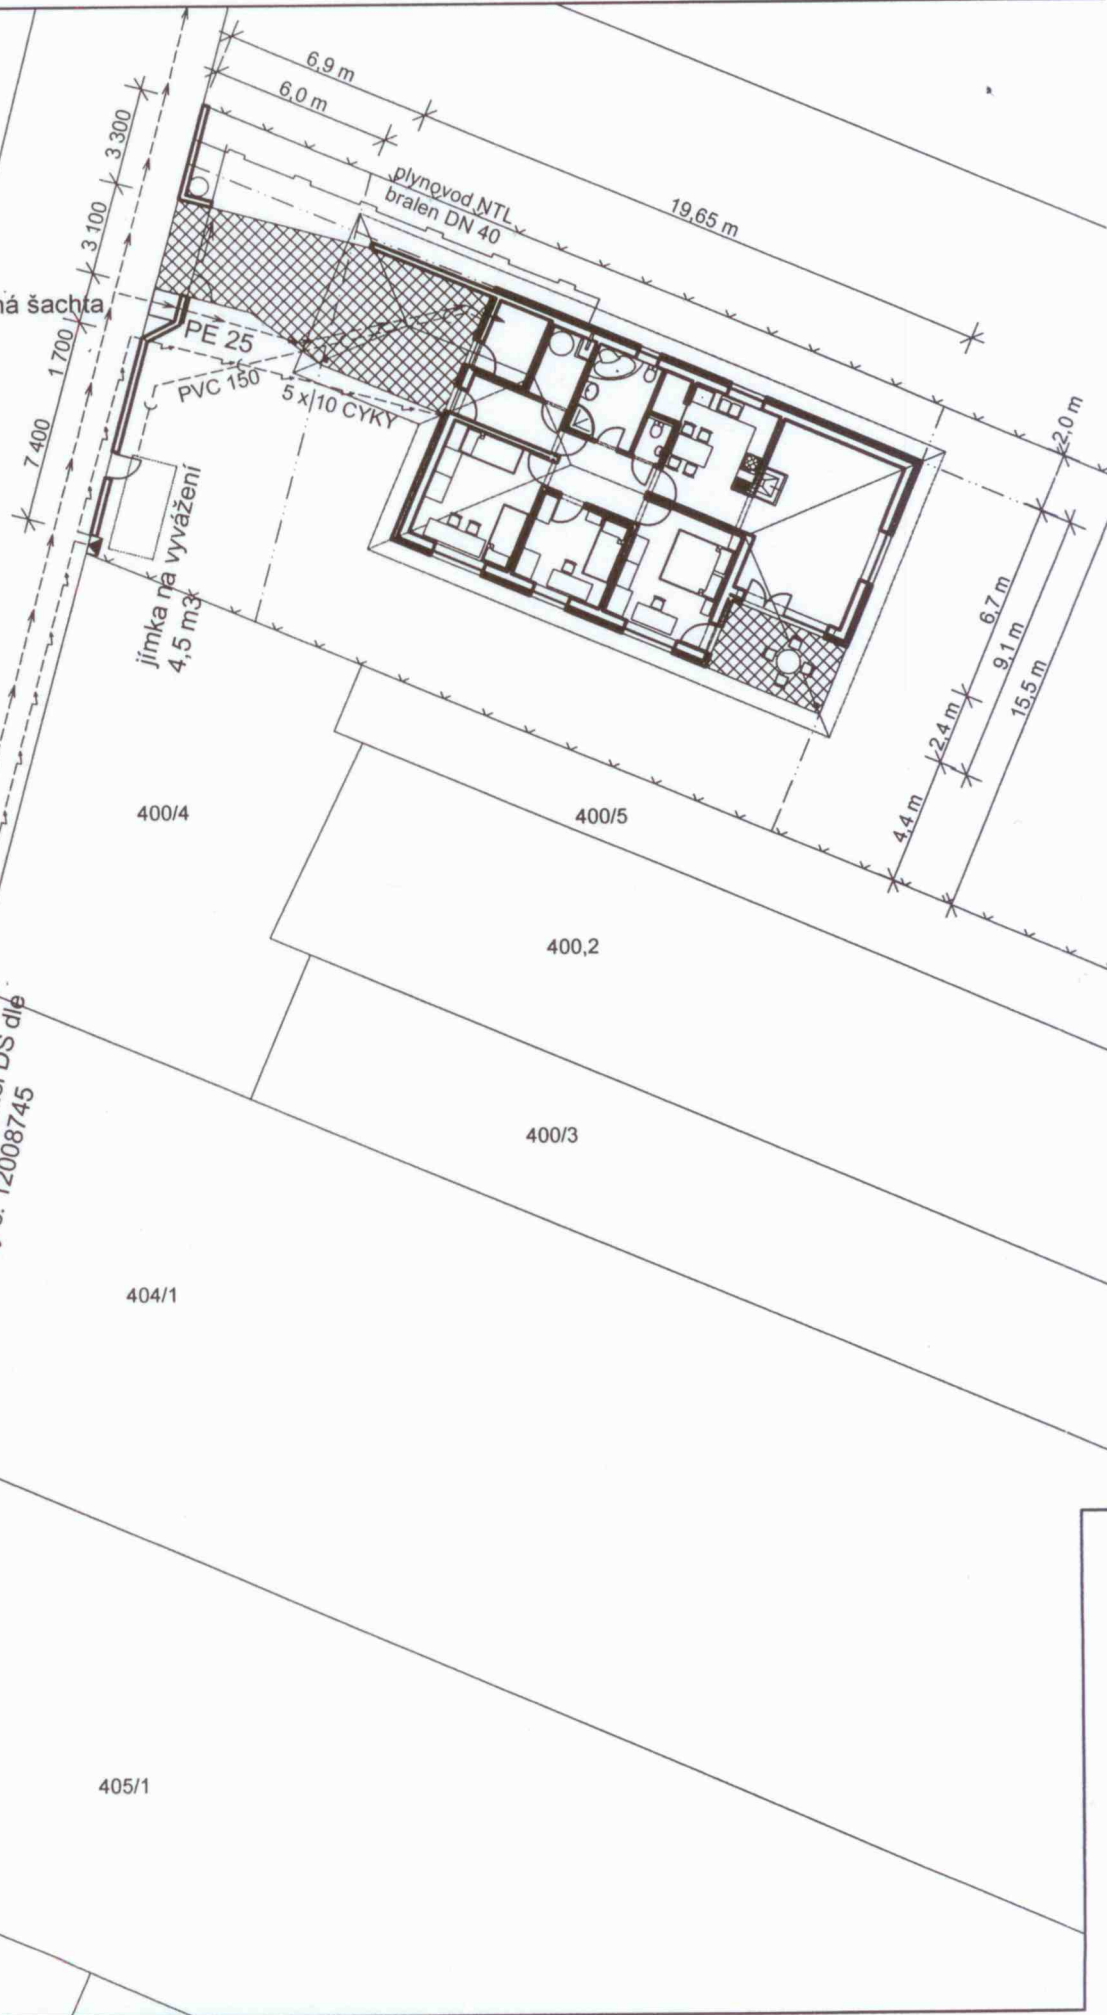 6,9 m
6,0 m
3 300
19,65 m
plynovod NTL
bralen DN 40
3 100
ná šachta
1 700
PE 25
PVC 150
5 x 10 CYKY
7 400
jímka na vyvážení
4,5 m3
2,0 m
6,7 m
9,1 m
15,5 m
2,4 m
4,4 m
400/4
400/5
400,2
DS dle
12008745
400/3
404/1
405/1